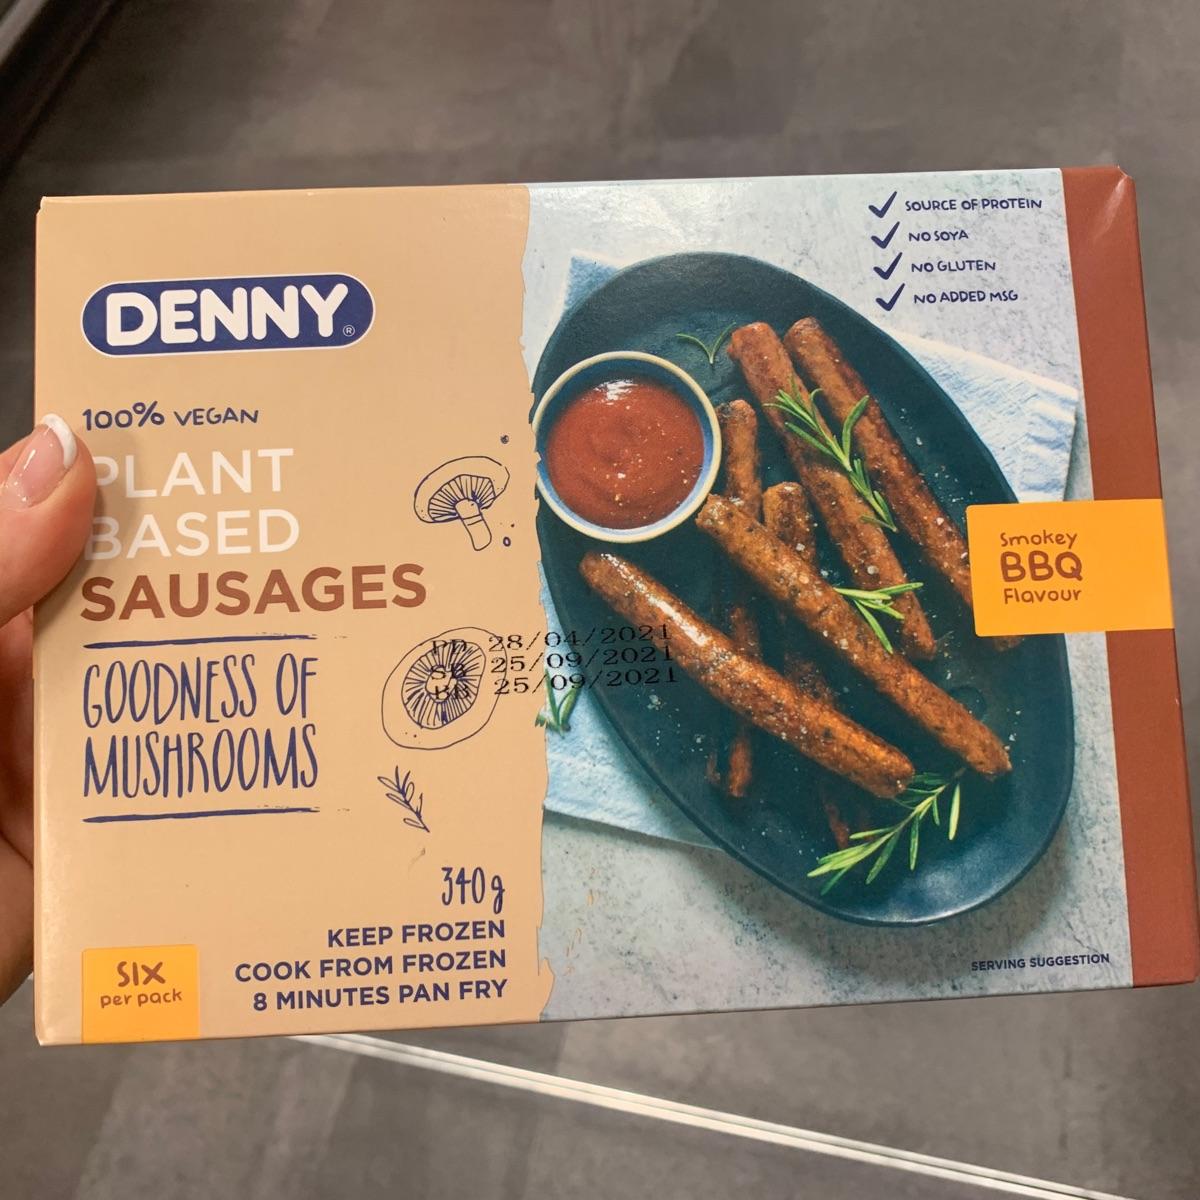 DENNY®
100% VEGAN
PLANT
BASED
SAUSAGES
GOODNESS OF
MUSHROOMS
340g
KEEP FROZEN
COOK FROM FROZEN
8 MINUTES PAN FRY
SIX
per pack
SOURCE OF PROTEIN
NO SOYA
NO GLUTEN
NO ADDED MSG
Smokey
BBQ
Flavour
PD 28/04/2021
SB 25/09/2021
BB 25/09/2021
SERVING SUGGESTION